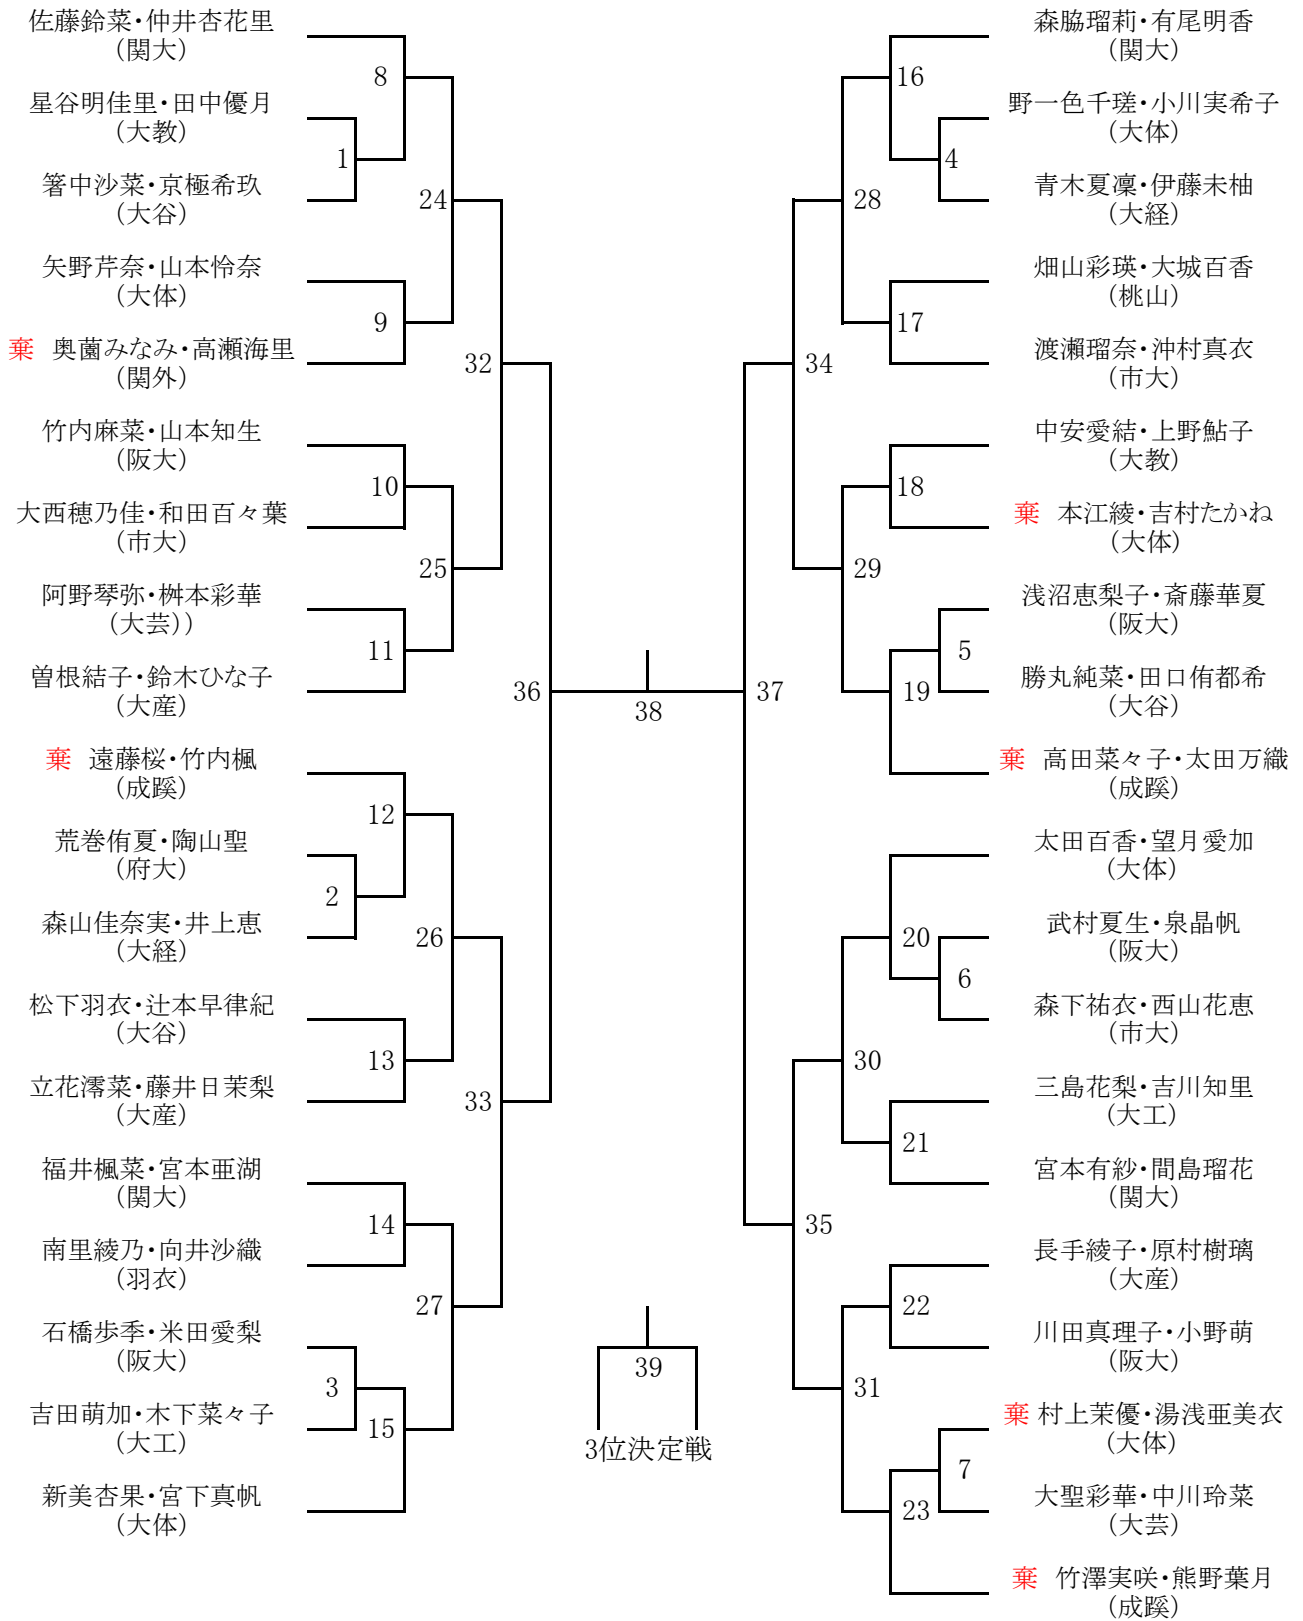 佐藤鈴菜・仲井杏花里
(関大)
8
星谷明佳里・田中優月
(大教)
1
箸中沙菜・京極希玖
(大谷)
24
矢野芹奈・山本怜奈
(大体)
9
棄 奥薗みなみ・高瀬海里
(関外)
32
竹内麻菜・山本知生
(阪大)
10
大西穂乃佳・和田百々葉
(市大)
25
阿野琴弥・桝本彩華
(大芸))
11
曽根結子・鈴木ひな子
(大産)
36
棄 遠藤桜・竹内楓
(成蹊)
12
荒巻侑夏・陶山聖
(府大)
2
森山佳奈実・井上恵
(大経)
26
松下羽衣・辻本早律紀
(大谷)
13
立花澪菜・藤井日茉梨
(大産)
33
福井楓菜・宮本亜湖
(関大)
14
南里綾乃・向井沙織
(羽衣)
27
石橋歩季・米田愛梨
(阪大)
3
吉田萌加・木下菜々子
(大工)
15
新美杏果・宮下真帆
(大体)
38
39
3位決定戦
森脇瑠莉・有尾明香
(関大)
16
野一色千瑳・小川実希子
(大体)
4
青木夏凜・伊藤未柚
(大経)
28
畑山彩瑛・大城百香
(桃山)
17
渡瀬瑠奈・沖村真衣
(市大)
34
中安愛結・上野鮎子
(大教)
18
棄 本江綾・吉村たかね
(大体)
29
浅沼恵梨子・斎藤華夏
(阪大)
5
勝丸純菜・田口侑都希
(大谷)
19
37
棄 高田菜々子・太田万織
(成蹊)
太田百香・望月愛加
(大体)
20
武村夏生・泉晶帆
(阪大)
6
森下祐衣・西山花恵
(市大)
30
三島花梨・吉川知里
(大工)
21
宮本有紗・間島瑠花
(関大)
35
長手綾子・原村樹璃
(大産)
22
川田真理子・小野萌
(阪大)
31
棄 村上茉優・湯浅亜美衣
(大体)
7
大聖彩華・中川玲菜
(大芸)
23
棄 竹澤実咲・熊野葉月
(成蹊)